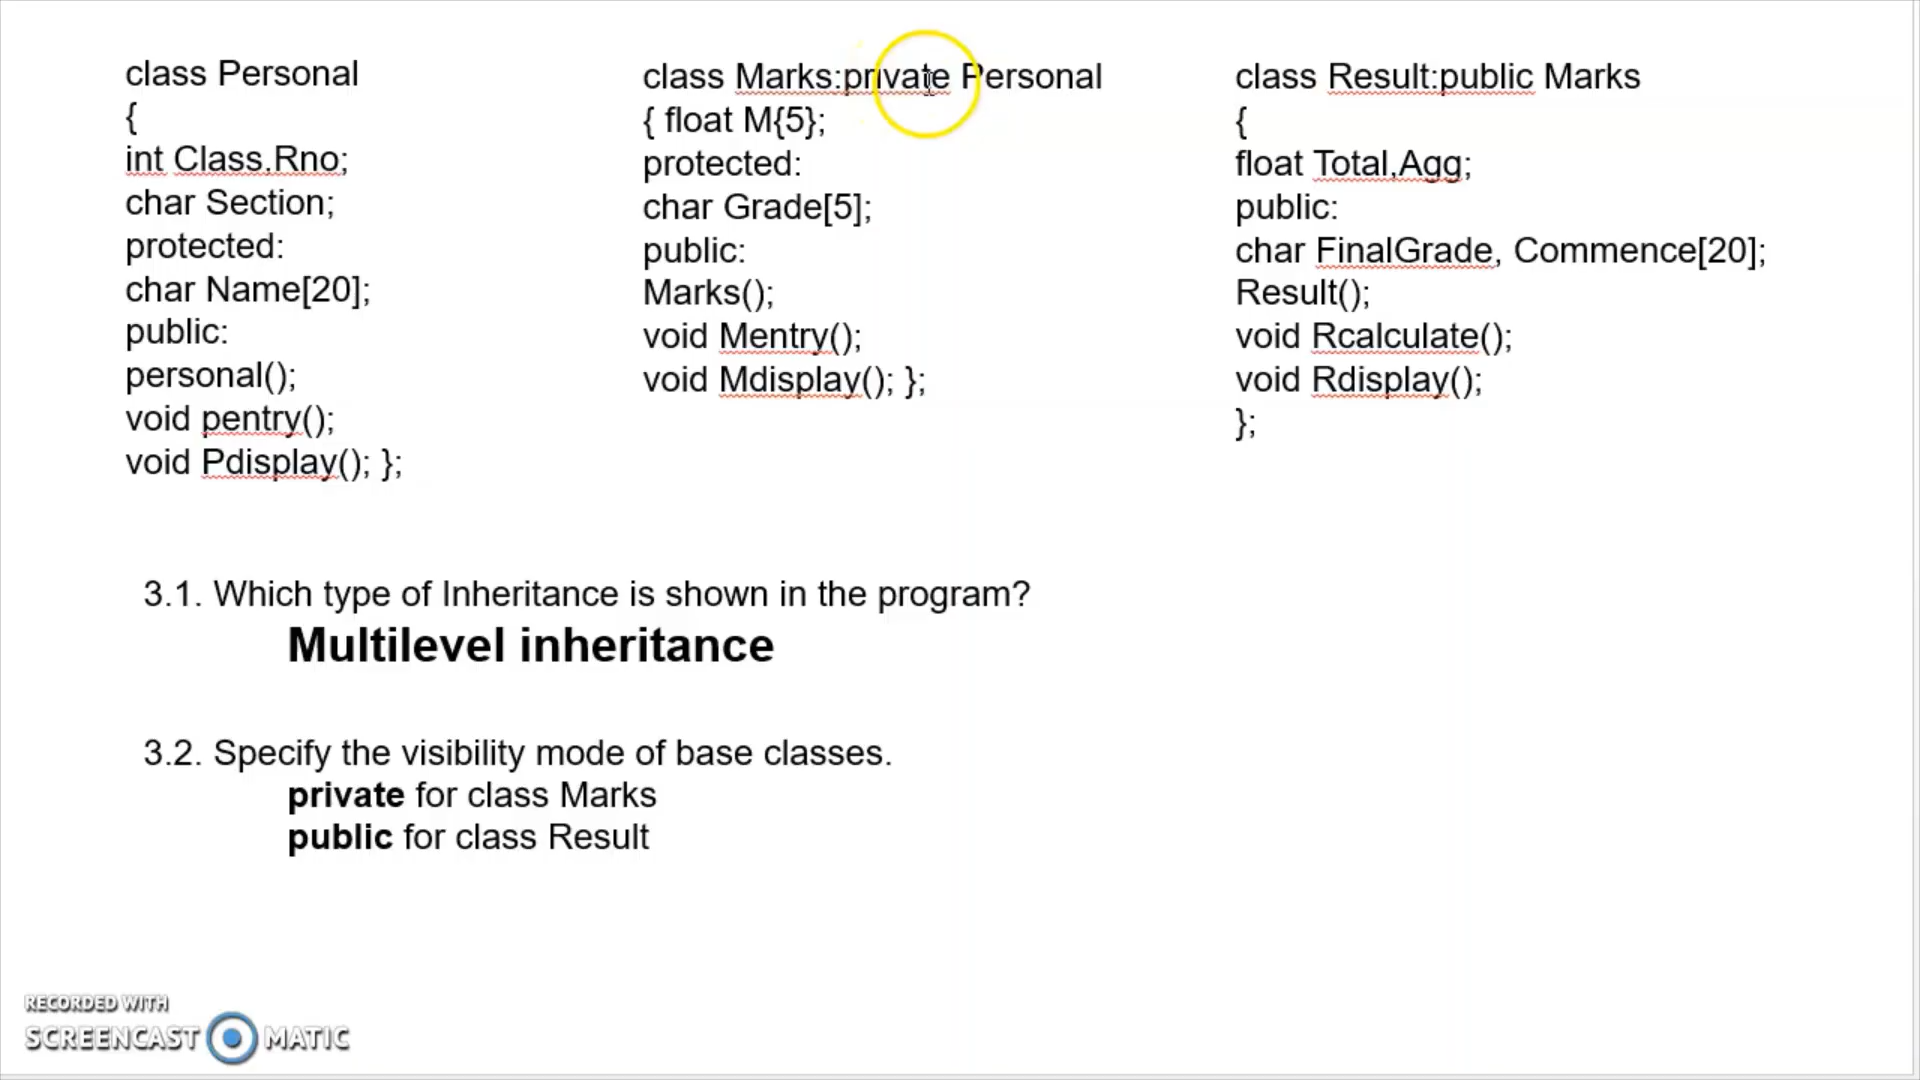 class Personal
{
int Class,Rno;
char Section;
protected:
char Name[20];
public:
personal();
void pentry();
void Pdisplay(); };
class Marks:private Personal
{ float M{5};
protected:
char Grade[5];
public:
Marks();
void Mentry();
void Mdisplay(); };
class Result:public Marks
{
float Total,Agg;
public:
char FinalGrade, Commence[20];
Result();
void Rcalculate();
void Rdisplay();
};
3.1. Which type of Inheritance is shown in the program?
Multilevel inheritance
3.2. Specify the visibility mode of base classes.
private for class Marks
public for class Result
RECORDED WITH
SCREENCAST MATIC